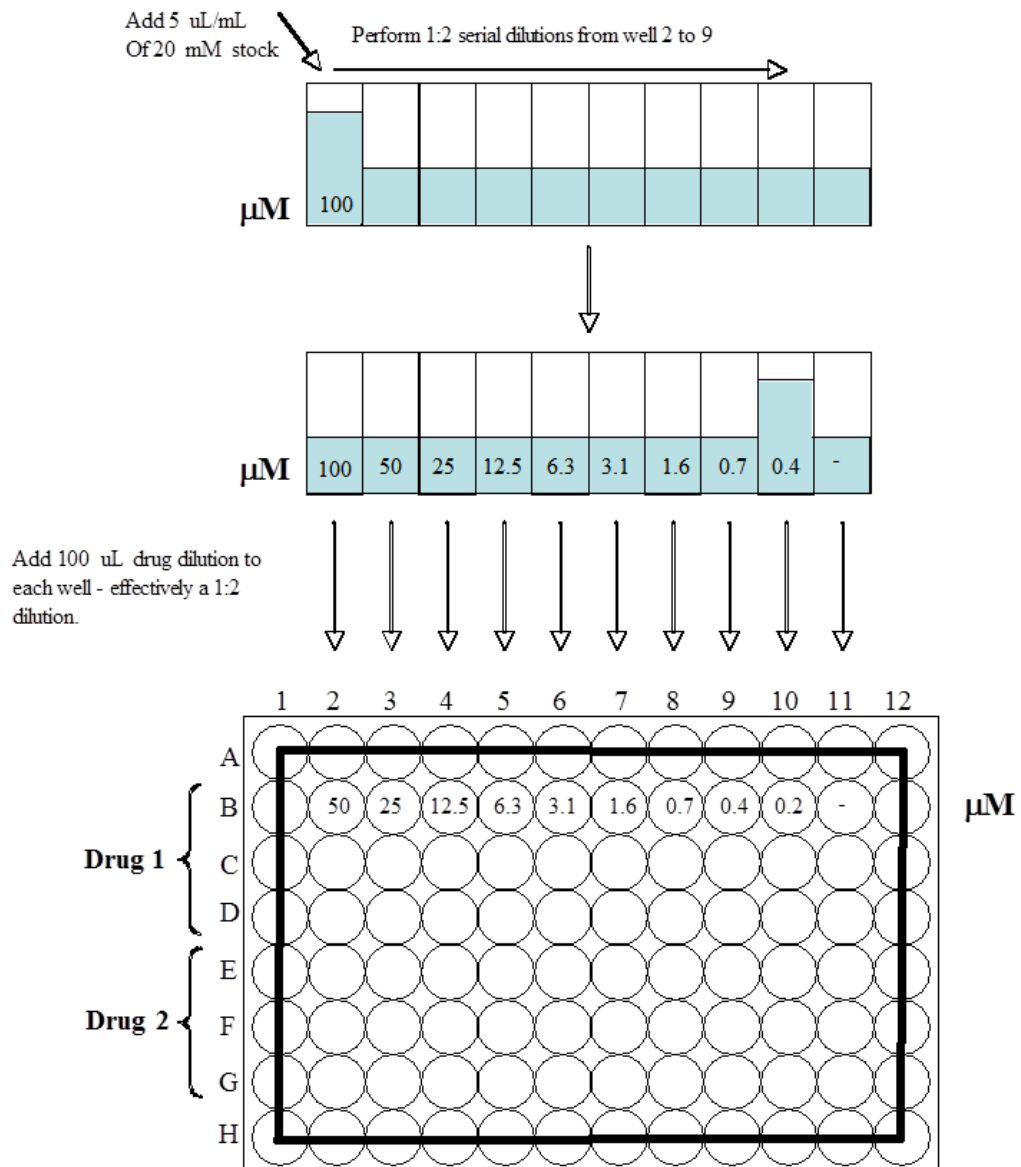 Add 5 uL/mL
Of 20 mM stock
Perform 1:2 serial dilutions from well 2 to 9
µM 100
µM 100 50 25 12.5 6.3 3.1 1.6 0.7 0.4 -
Add 100 uL drug dilution to
each well - effectively a 1:2
dilution.
1 2 3 4 5 6 7 8 9 10 11 12
A
B 50 25 12.5 6.3 3.1 1.6 0.7 0.4 0.2 - µM
Drug 1
C
D
E
Drug 2
F
G
H